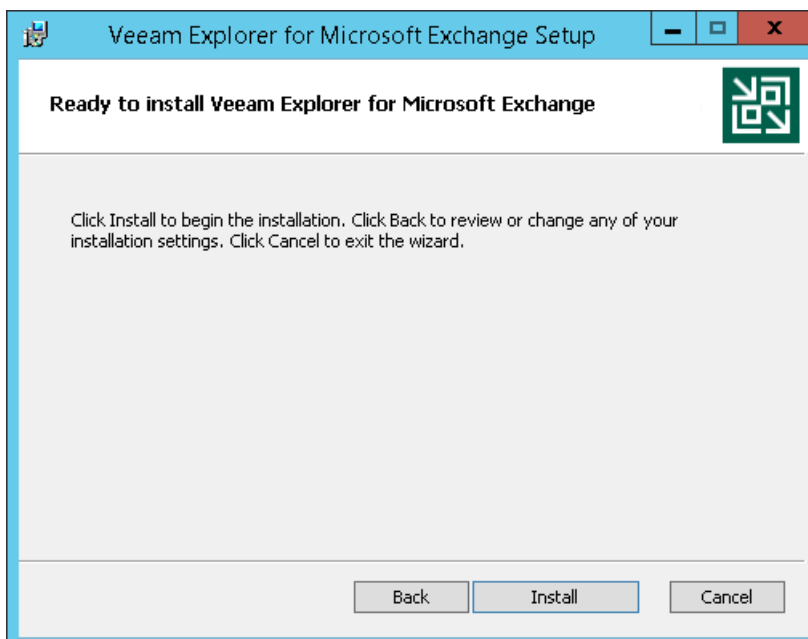 Veeam Explorer for Microsoft Exchange Setup
Ready to install Veeam Explorer for Microsoft Exchange
Click Install to begin the installation. Click Back to review or change any of your
installation settings. Click Cancel to exit the wizard.
Back Install Cancel